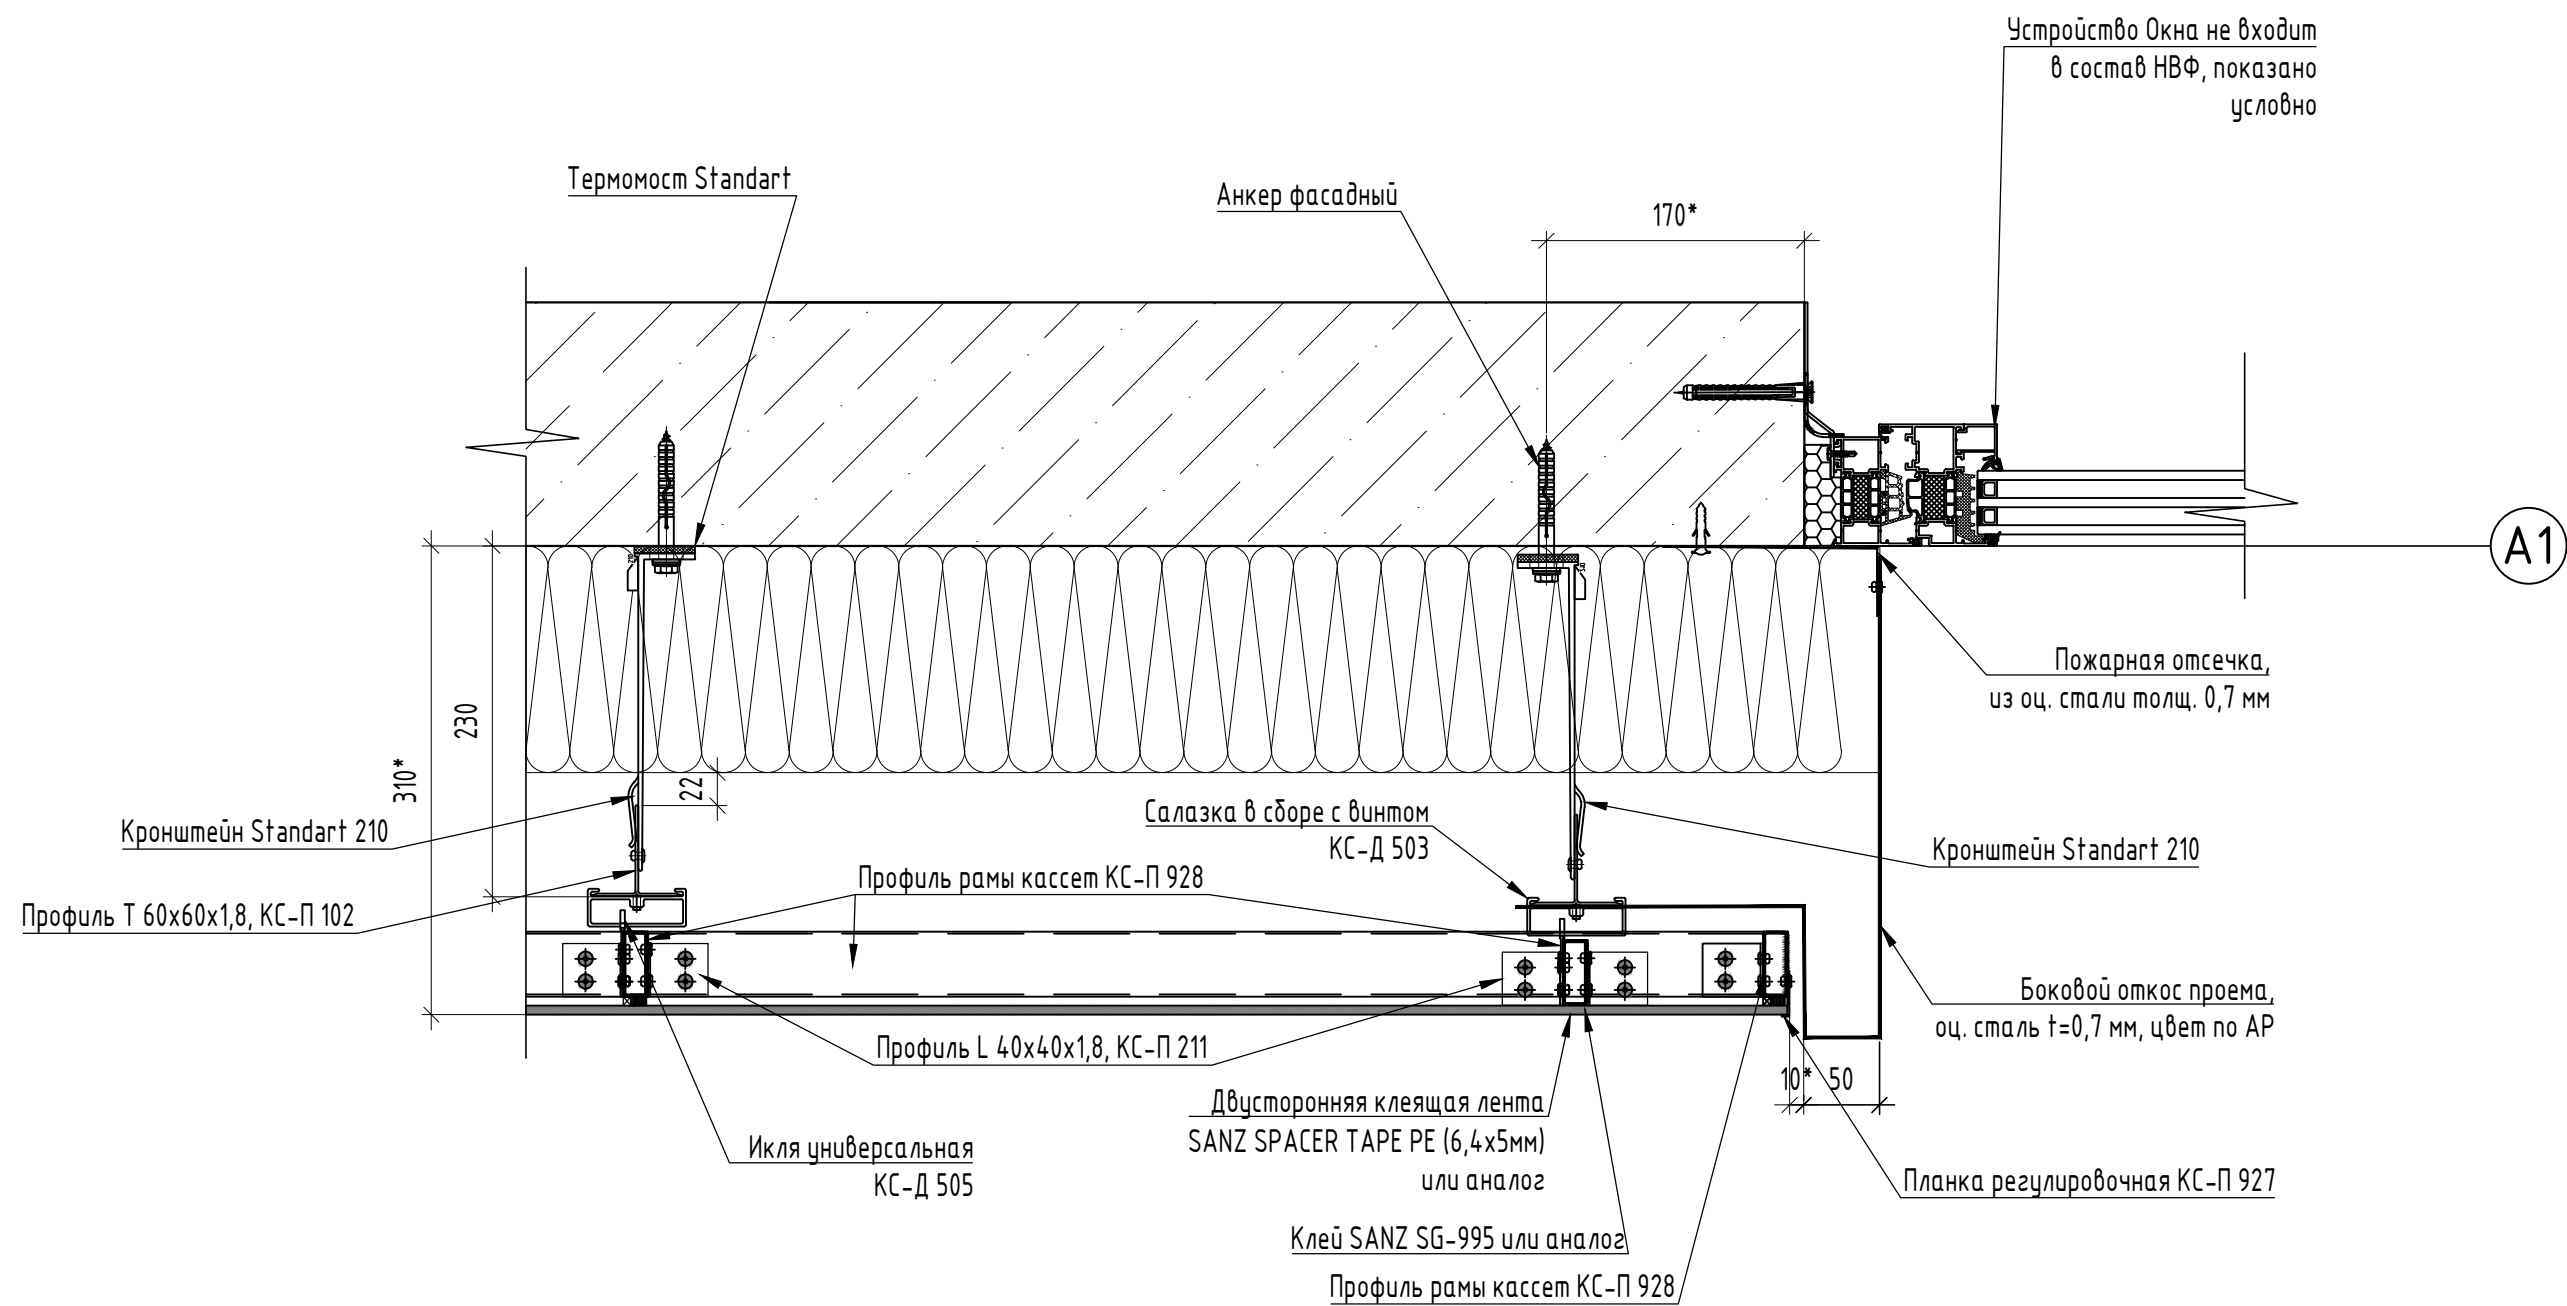 Устройство Окна не входит
в состав НВФ, показано
условно
Термомост Standart
Анкер фасадный
170*
А1
Пожарная отсечка,
из оц. стали толщ. 0,7 мм
230
310*
22
Кронштейн Standart 210
Салазка в сборе с винтом
КС-Д 503
Кронштейн Standart 210
Профиль рамы кассет КС-П 928
Профиль Т 60х60х1,8, КС-П 102
Боковой откос проема,
оц. сталь t=0,7 мм, цвет по АР
Профиль L 40х40х1,8, КС-П 211
10* 50
Двусторонняя клеящая лента
SANZ SPACER TAPE PE (6,4х5мм)
или аналог
Икля универсальная
КС-Д 505
Планка регулировочная КС-П 927
Клей SANZ SG-995 или аналог
Профиль рамы кассет КС-П 928